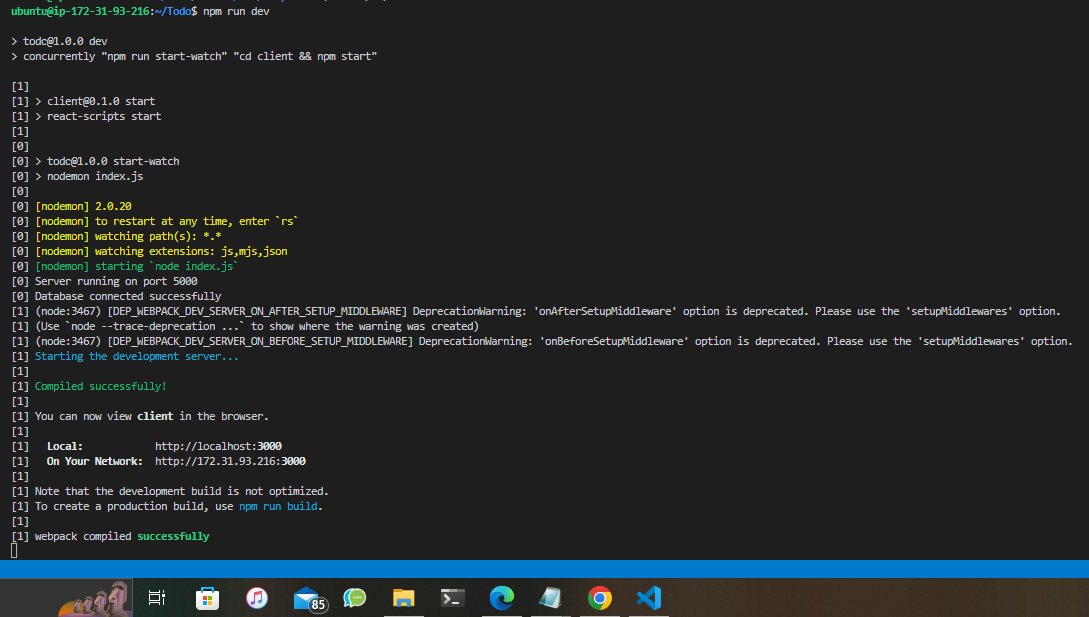 ubuntu@ip-172-31-93-216:~/Todo$ npm run dev
> todo@1.0.0 dev
> concurrently "npm run start-watch" "cd client && npm start"
[1]
[1] > client@0.1.0 start
[1] > react-scripts start
[1]
[0]
[0] > todo@1.0.0 start-watch
[0] > nodemon index.js
[0]
[0] [nodemon] 2.0.20
[0] [nodemon] to restart at any time, enter `rs`
[0] [nodemon] watching path(s): *.*
[0] [nodemon] watching extensions: js,mjs,json
[0] [nodemon] starting `node index.js`
[0] Server running on port 5000
[0] Database connected successfully
[1] (node:3467) [DEP_WEBPACK_DEV_SERVER_ON_AFTER_SETUP_MIDDLEWARE] DeprecationWarning: 'onAfterSetupMiddleware' option is deprecated. Please use the 'setupMiddlewares' option.
[1] (Use `node --trace-deprecation ...` to show where the warning was created)
[1] (node:3467) [DEP_WEBPACK_DEV_SERVER_ON_BEFORE_SETUP_MIDDLEWARE] DeprecationWarning: 'onBeforeSetupMiddleware' option is deprecated. Please use the 'setupMiddlewares' option.
[1] Starting the development server...
[1]
[1] Compiled successfully!
[1]
[1] You can now view client in the browser.
[1]
[1]   Local:            http://localhost:3000
[1]   On Your Network:  http://172.31.93.216:3000
[1]
[1] Note that the development build is not optimized.
[1] To create a production build, use npm run build.
[1]
[1] webpack compiled successfully
85